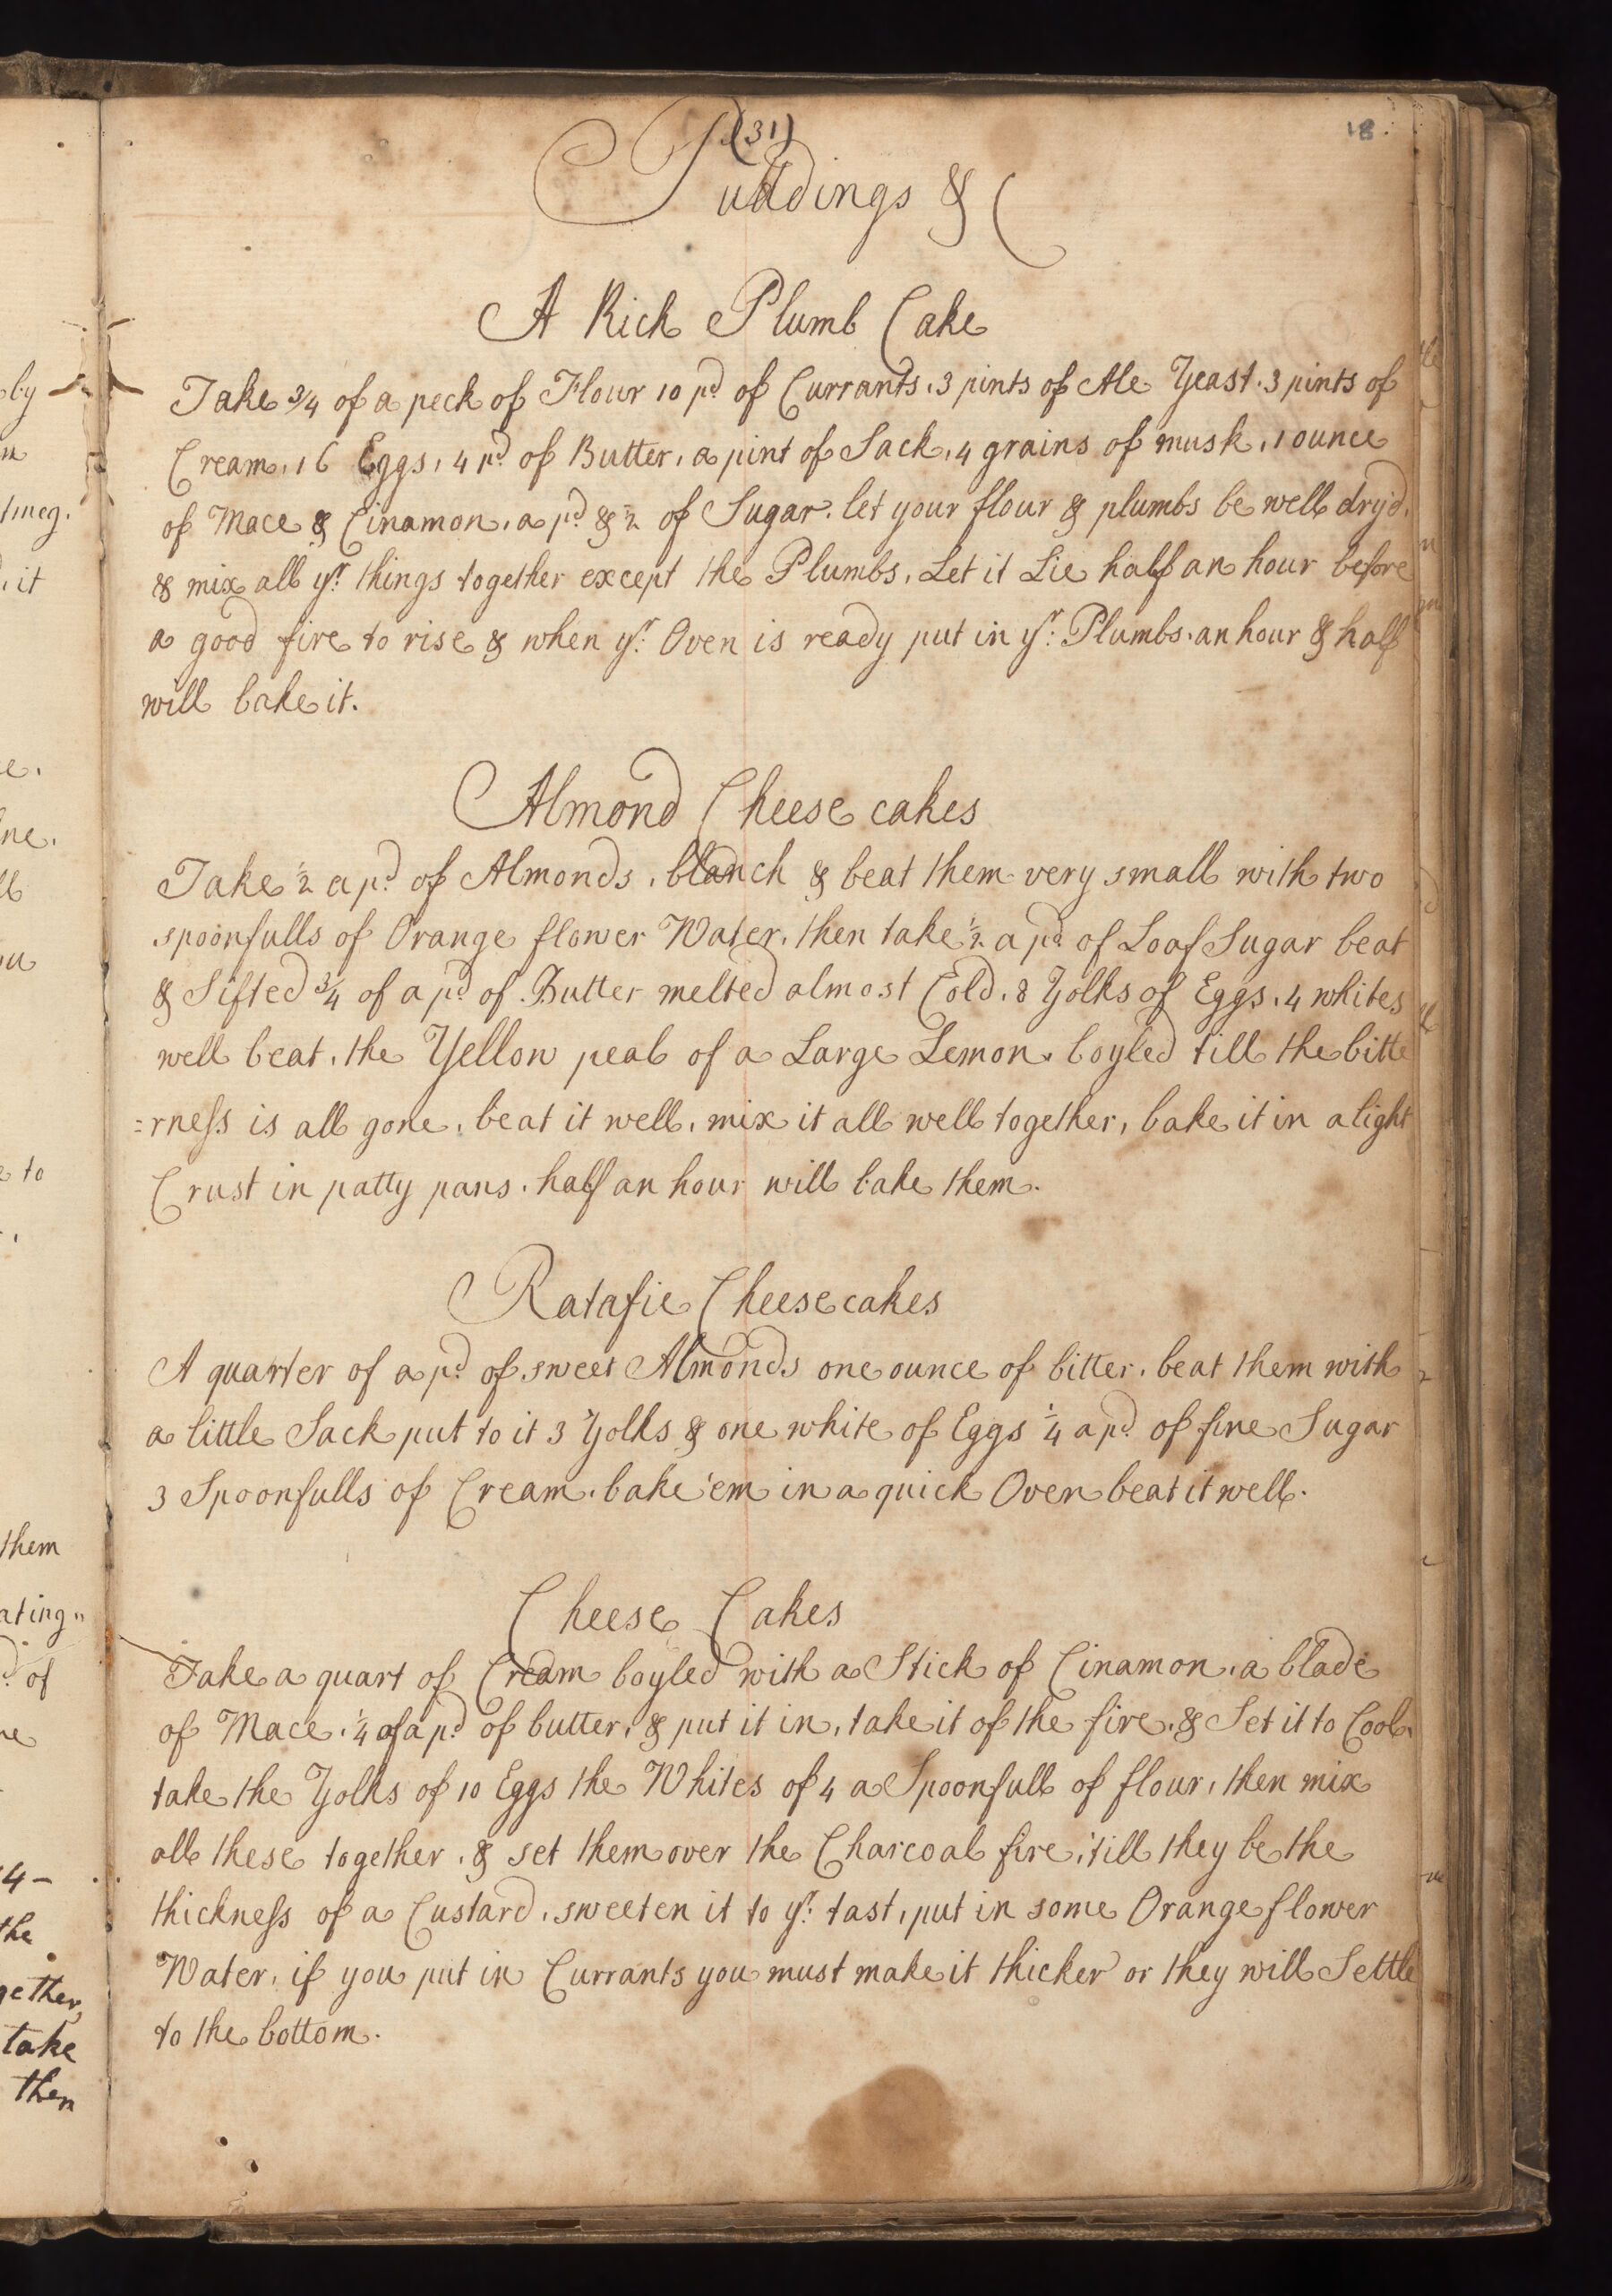 (31)
18.
Puddings &c
A Rich Plumb Cake
Take 3/4 of a peck of Flour 10 pd of Currants. 3 pints of Ale Yeast. 3 pints of
Cream. 16 Eggs. 4 pd of Butter. a pint of Sack. 4 grains of musk. 1 ounce
of Mace & Cinamon. a pd & 1/2 of Sugar. let your flour & plumbs be well dryd.
& mix all yr: things together except the Plumbs. Let it Lie half an hour before
a good fire to rise & when yr: Oven is ready put in yr: Plumbs. an hour & half
will bake it.
Almond Cheese cakes
Take 1/2 a pd of Almonds. blanch & beat them very small with two
spoonfulls of Orange flower Water. then take 1/2 a pd of Loaf Sugar beat
& Sifted 3/4 of a pd of Butter melted almost Cold. 8 Yolks of Eggs. 4 whites
well beat. the Yellow peal of a Large Lemon. boyled till the bitte
=rness is all gone. beat it well. mix it all well together, bake it in a light
Crust in patty pans. half an hour will bake them.
Ratafie Cheesecakes
A quarter of a pd of sweet Almonds one ounce of bitter. beat them with
a little Sack put to it 3 Yolks & one white of Eggs 1/4 a pd of fine Sugar
3 Spoonfulls of Cream. bake 'em in a quick Oven beat it well.
Cheese Cakes
Take a quart of Cream boyled with a Stick of Cinamon. a blade
of Mace. 1/4 of a pd of butter. & put it in, take it of the fire. & Set it to Cool.
take the Yolks of 10 Eggs the Whites of 4 a Spoonfull of flour, then mix
all these together. & set them over the Charcoal fire, 'till they be the
thickness of a Custard. sweeten it to yr: tast, put in some Orange flower
Water. if you put in Currants you must make it thicker or they will Settle
to the bottom.
by
tmeg.
it
to
them
ating"
of
4-
the
gether,
take
then